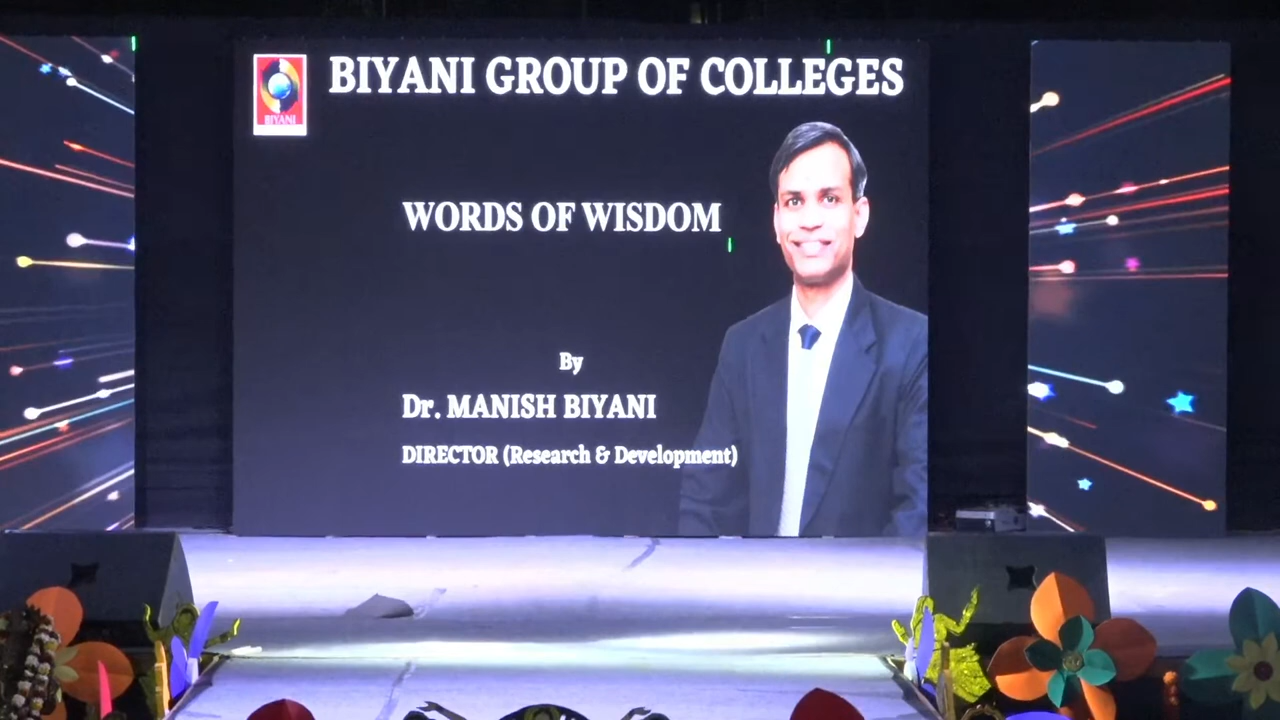 BIYANI GROUP OF COLLEGES
BIYANI
WORDS OF WISDOM
By
Dr. MANISH BIYANI
DIRECTOR (Research & Development)